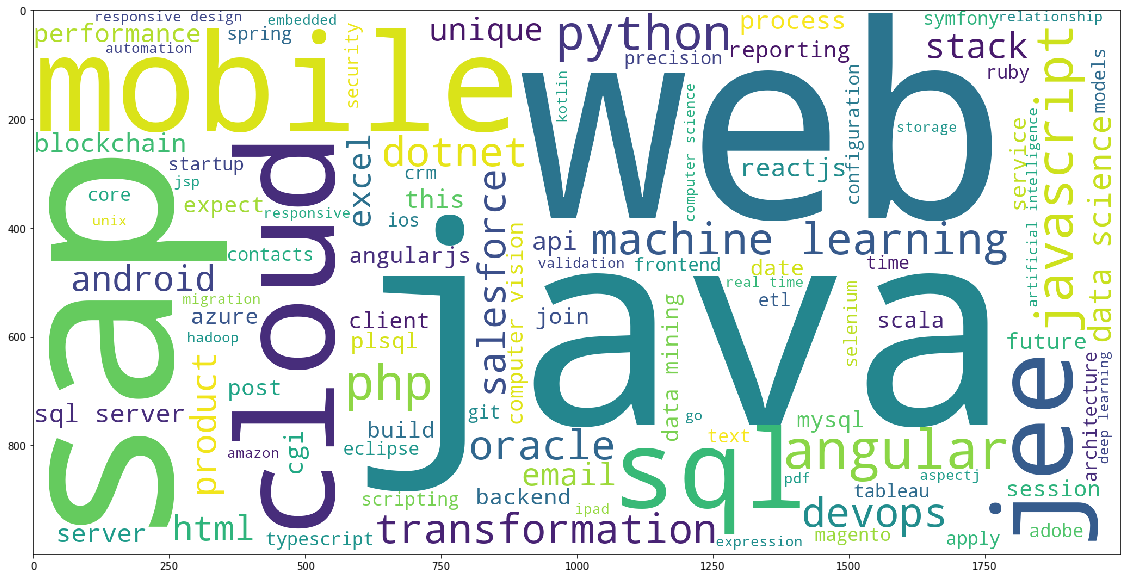 0
200
400
600
800
0
250
500
750
1000
1250
1500
1750
responsive design
embedded
performance
spring
automation
mobile
security
unique
python
process
reporting
precision
symfony
relationship
stack
ruby
javascript
models
kotlin
web
computer science
configuration
storage
reactjs
service
artificial intelligence
data science
blockchain
startup
jsp
core
unix
expect
responsive
contacts
cloud
excel
dotnet
crm
this
ios
angularjs
salesforce
computer vision
api
machine learning
validation
frontend
date
real time
etl
time
sap
android
migration
azure
hadoop
client
plsql
php
java
join
data mining
selenium
scala
future
jee
architecture
deep learning
product
post
sql server
amazon
cgi
build
eclipse
git
oracle
go
text
mysql
angular
email
sql
pdf
aspectj
scripting
backend
ipad
tableau
session
server
html
typescript
transformation
expression
devops
magento
apply
adobe